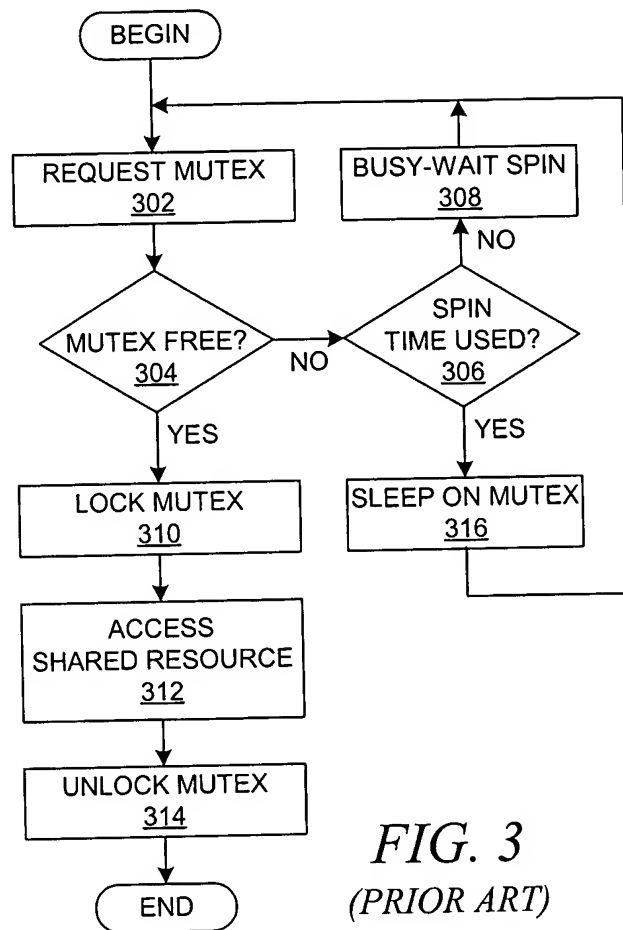 BEGIN
REQUEST MUTEX
302
MUTEX FREE?
304
NO
YES
BUSY-WAIT SPIN
308
NO
SPIN
TIME USED?
306
YES
SLEEP ON MUTEX
316
LOCK MUTEX
310
ACCESS
SHARED RESOURCE
312
UNLOCK MUTEX
314
END
FIG. 3
(PRIOR ART)